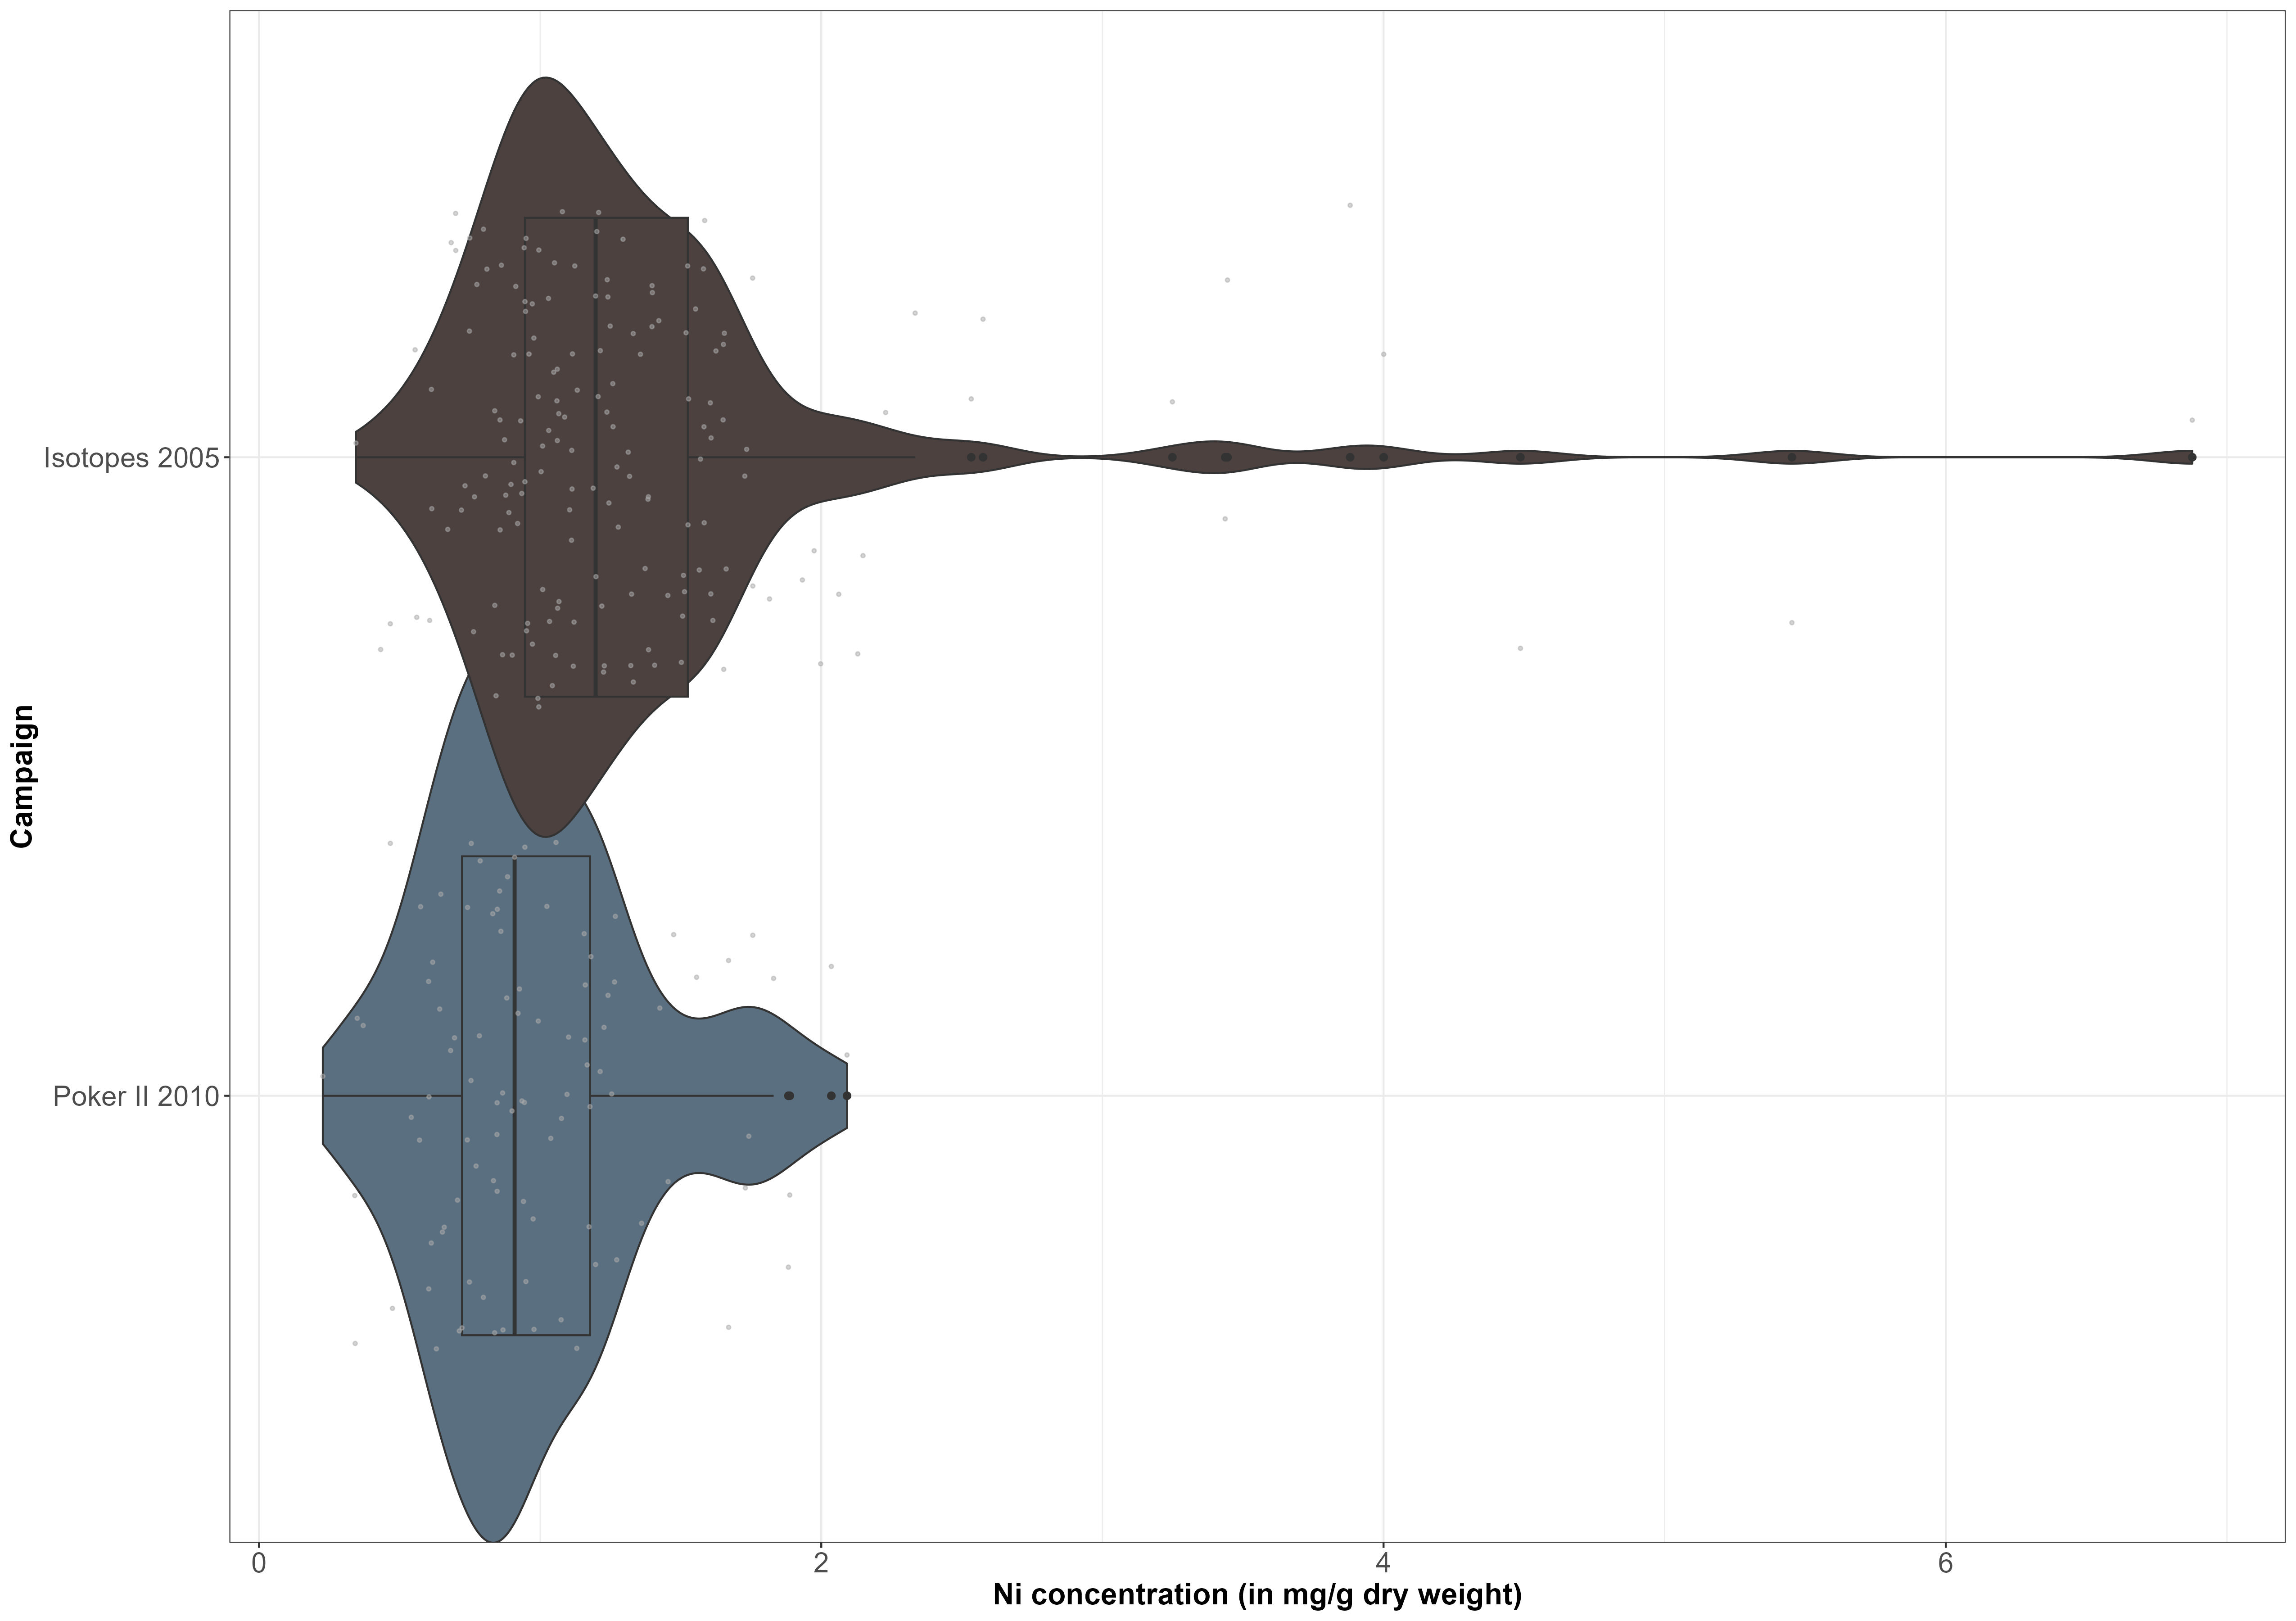 Campaign
Isotopes 2005
Poker II 2010
0 2 4 6
Ni concentration (in mg/g dry weight)